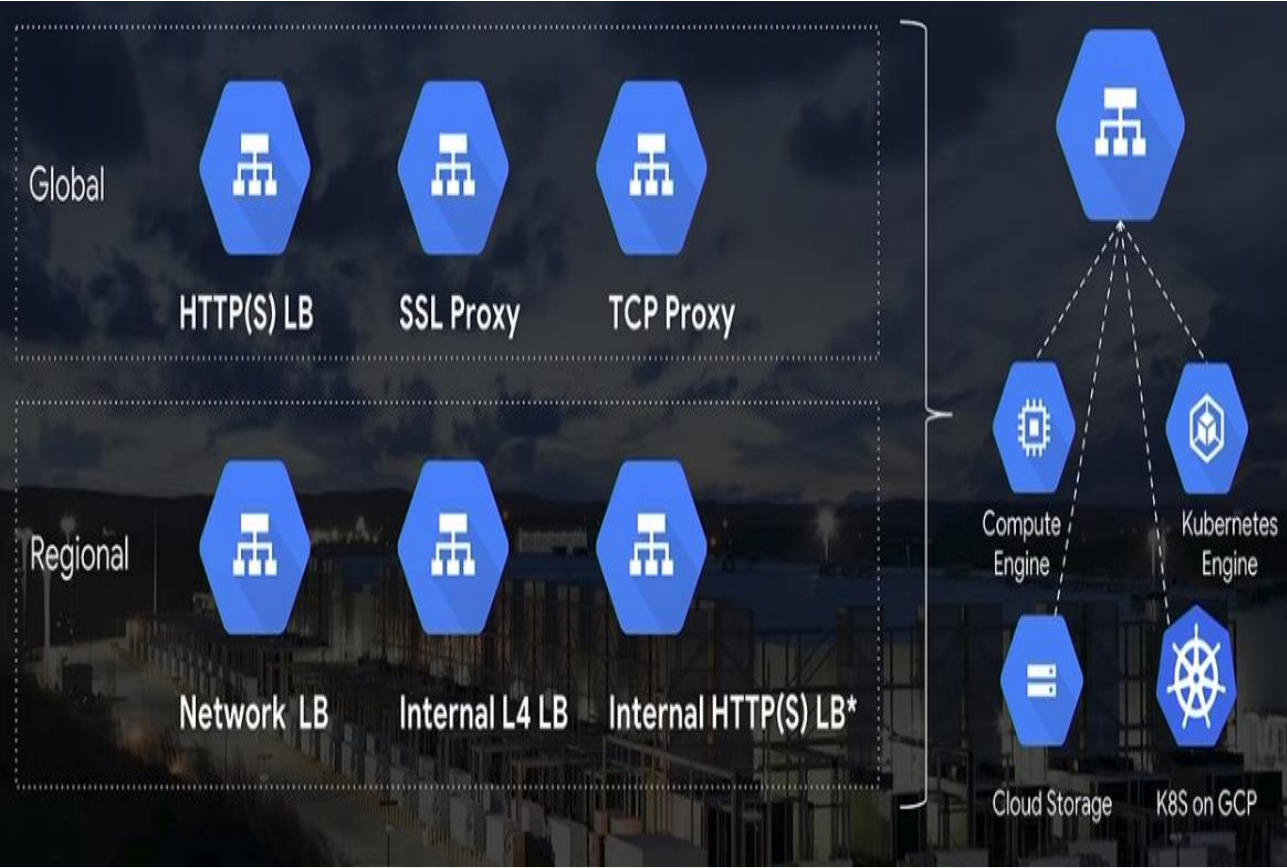 Global
HTTP(S) LB
SSL Proxy
TCP Proxy
Regional
Network LB
Internal L4 LB
Internal HTTP(S) LB*
Compute
Engine
Kubernetes
Engine
Cloud Storage
K8S on GCP